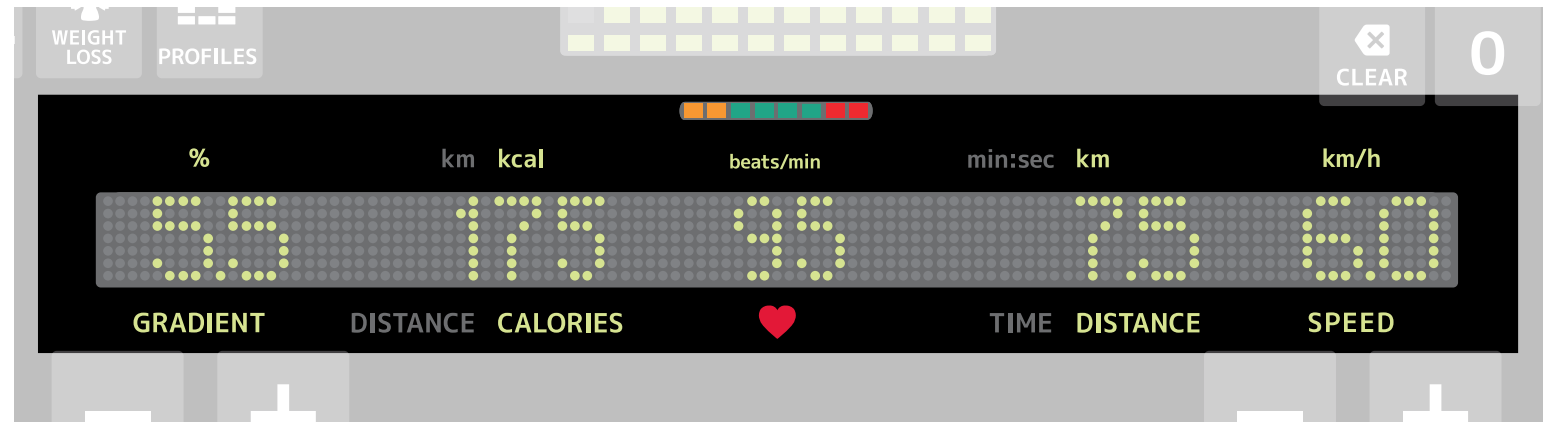 WEIGHT
LOSS
PROFILES
CLEAR
0
% km kcal beats/min min:sec km km/h
5.5 175 95 7.5 6.0
GRADIENT DISTANCE CALORIES TIME DISTANCE SPEED